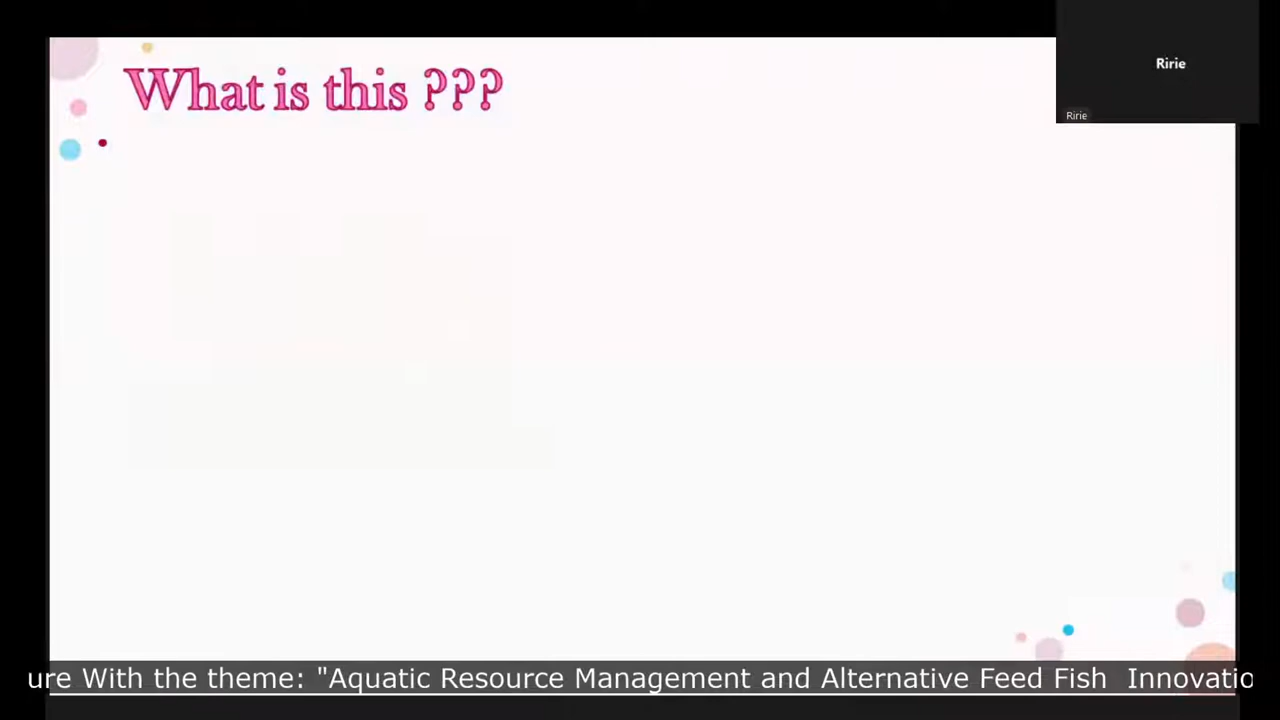 What is this ???
Ririe
Ririe
ure With the theme: "Aquatic Resource Management and Alternative Feed Fish Innovatio